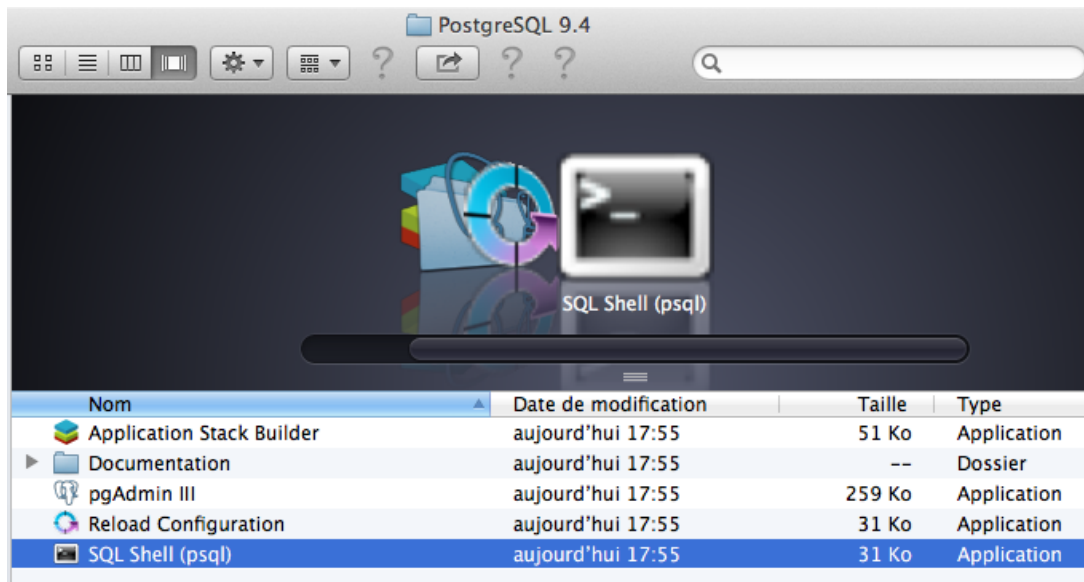 PostgreSQL 9.4
? ? ?
>_
SQL Shell (psql)
Nom Date de modification Taille Type
Application Stack Builder aujourd'hui 17:55 51 Ko Application
Documentation aujourd'hui 17:55 -- Dossier
pgAdmin III aujourd'hui 17:55 259 Ko Application
Reload Configuration aujourd'hui 17:55 31 Ko Application
SQL Shell (psql) aujourd'hui 17:55 31 Ko Application